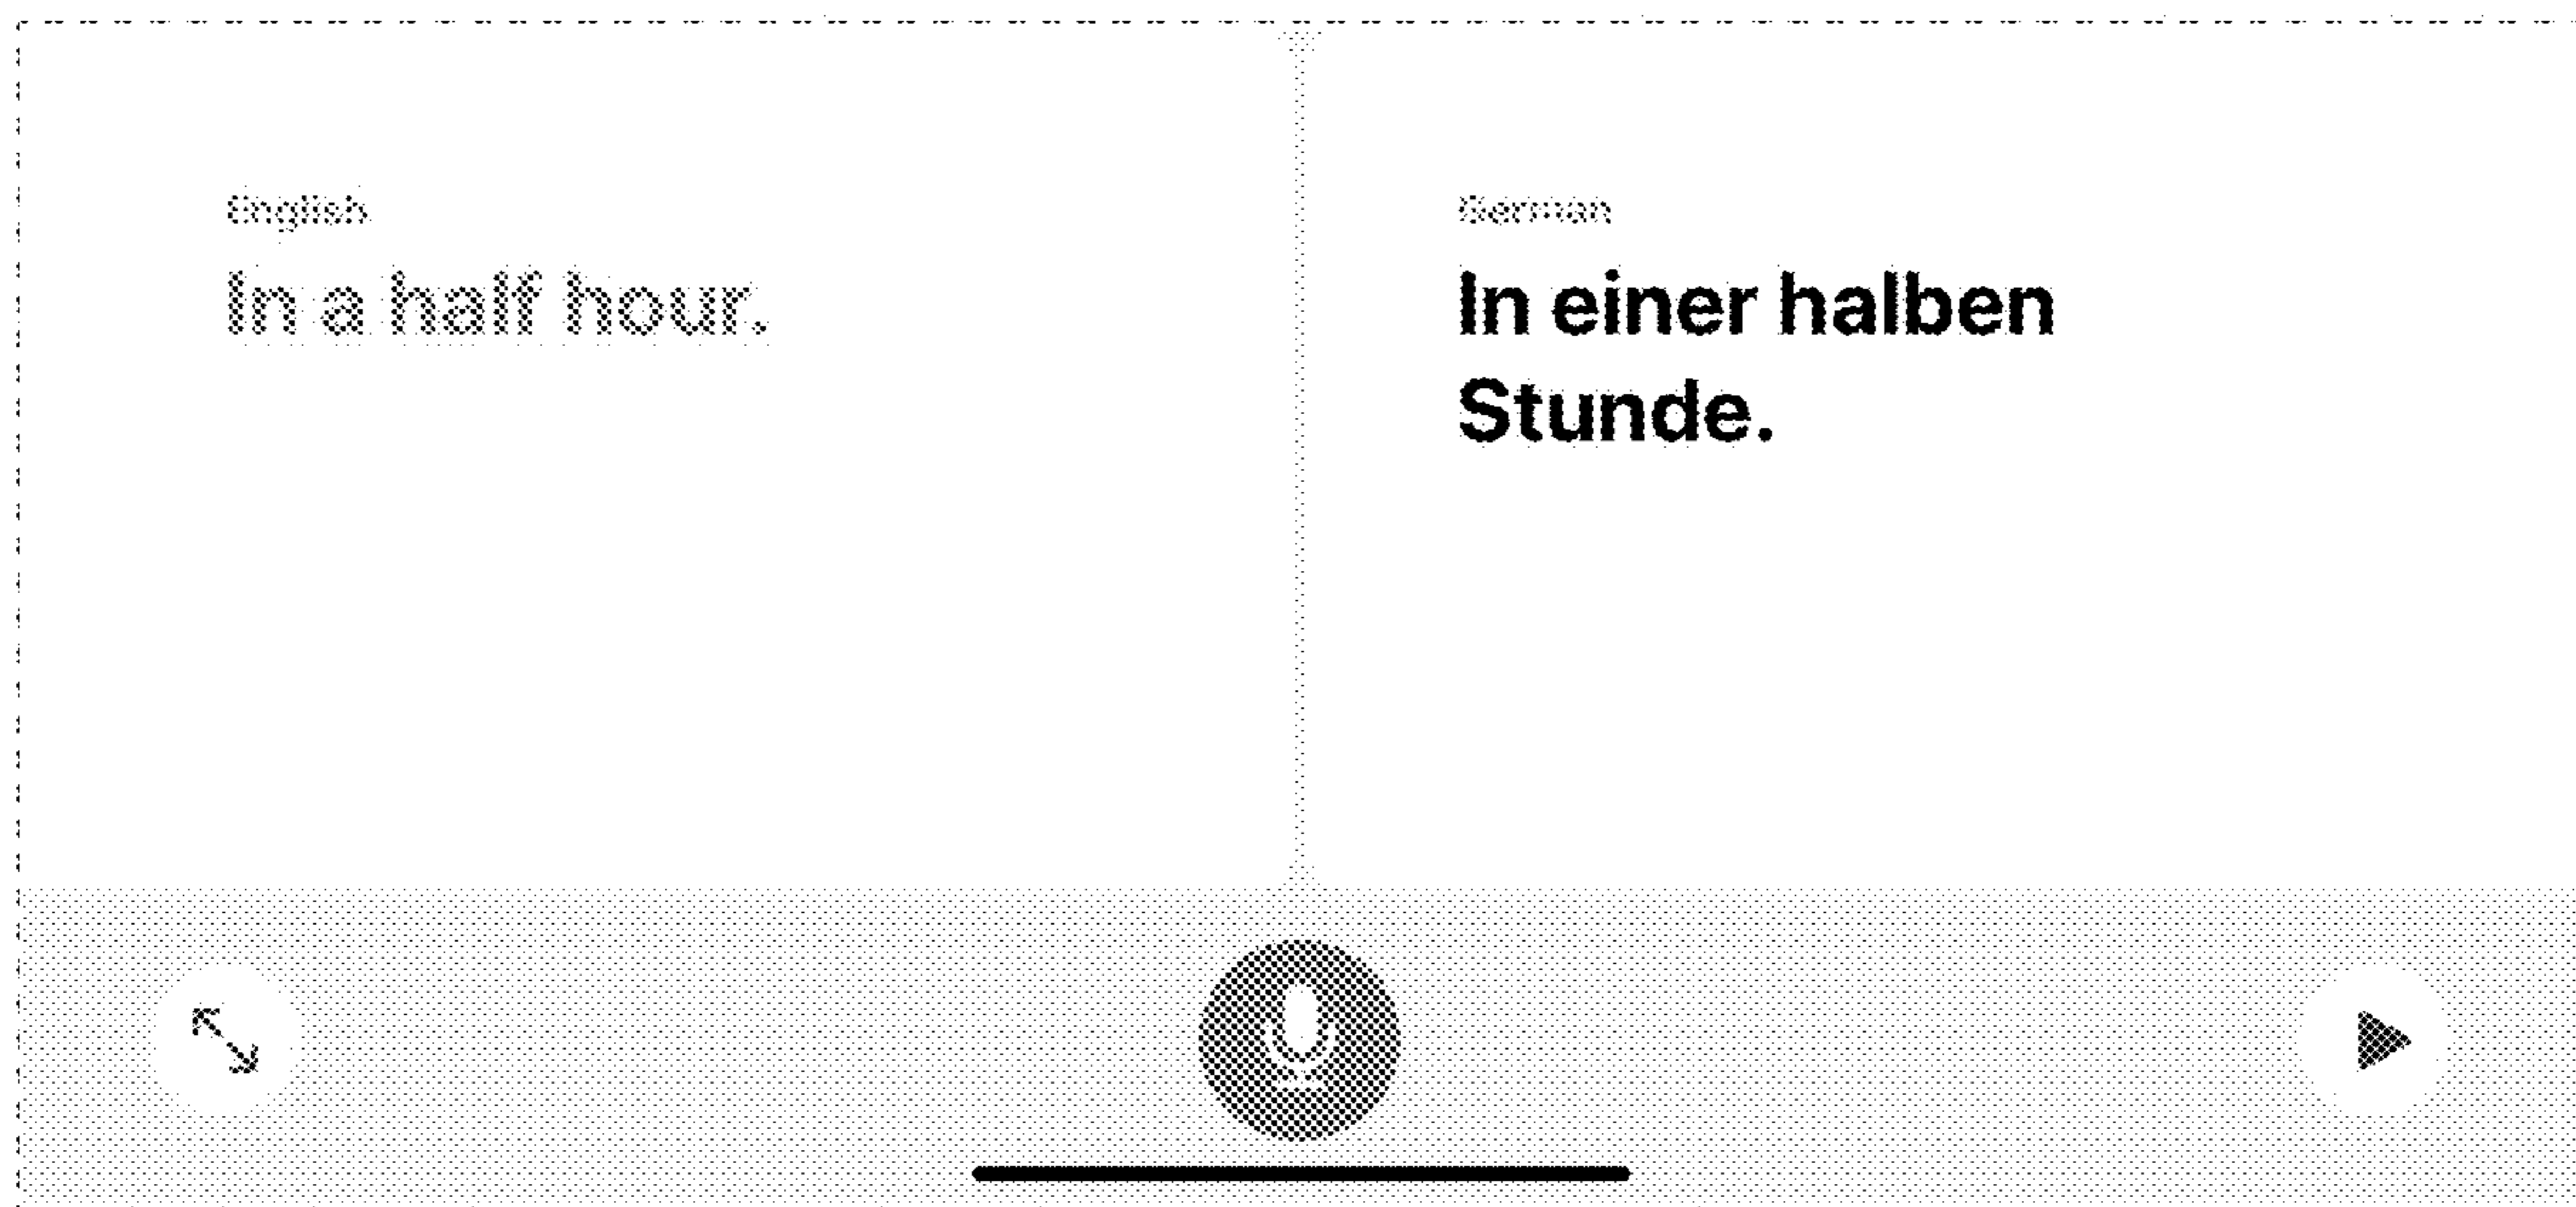 English
In a half hour.
German
In einer halben
Stunde.